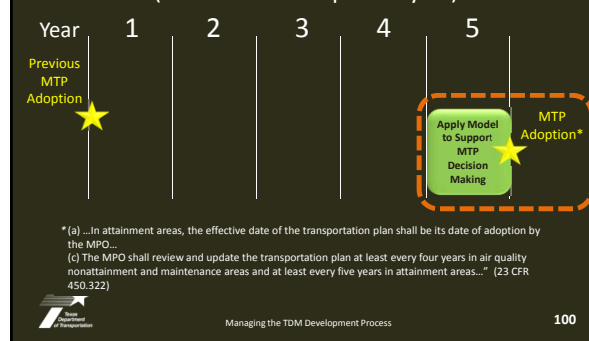 Year 1 2 3 4 5
Previous
MTP
Adoption
Apply Model
to Support
MTP
Decision
Making
MTP
Adoption*
*(a) …In attainment areas, the effective date of the transportation plan shall be its date of adoption by
the MPO…
(c) The MPO shall review and update the transportation plan at least every four years in air quality
nonattainment and maintenance areas and at least every five years in attainment areas…" (23 CFR
450.322)
Texas
Department
of Transportation
Managing the TDM Development Process
100